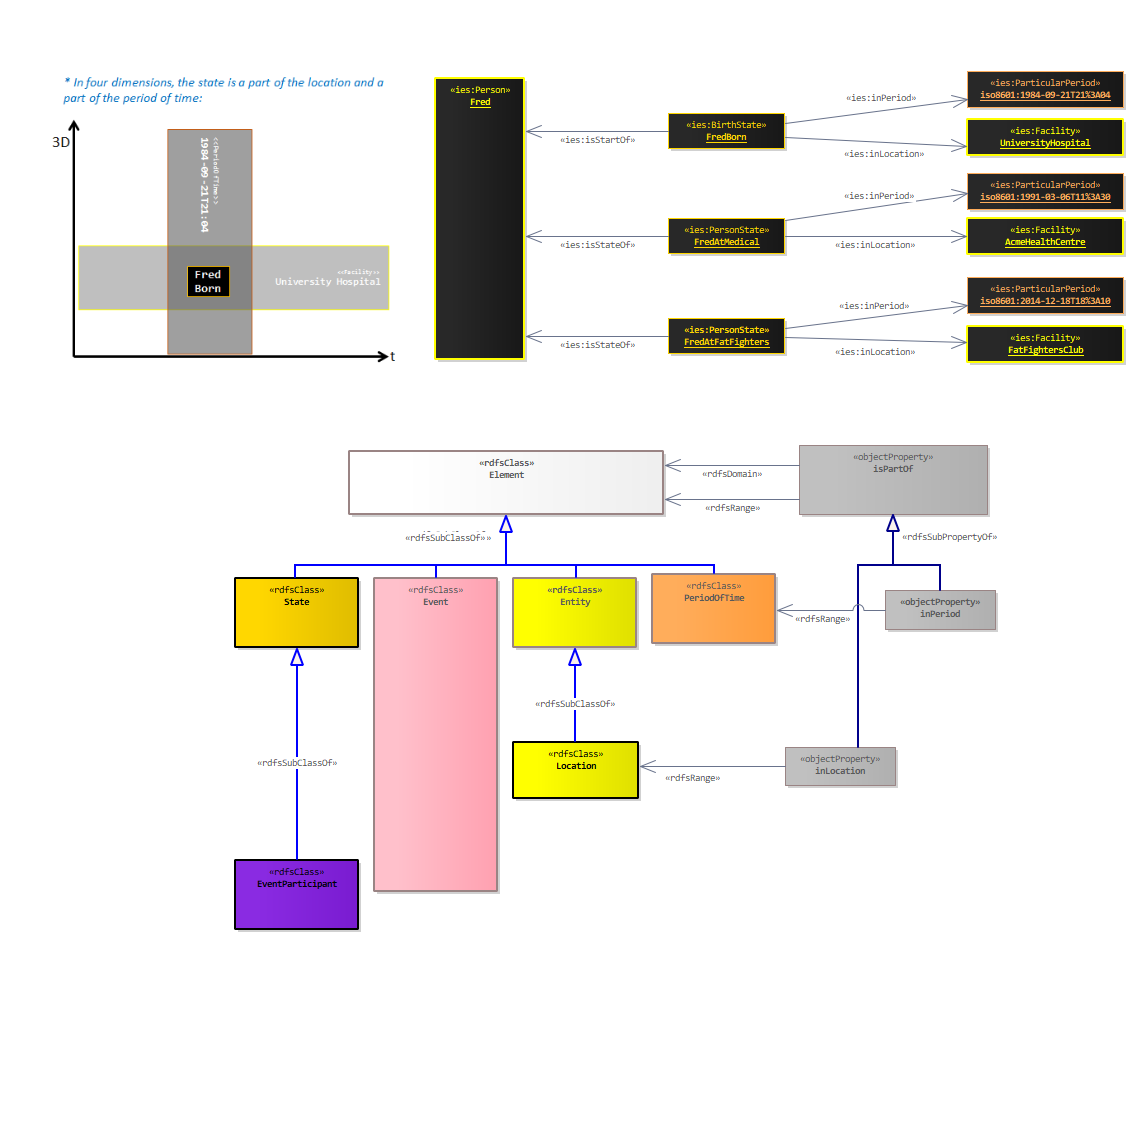 * In four dimensions, the state is a part of the location and a
part of the period of time:
3D
<<PeriodOfTime>>
1984-09-21T21:04
Fred
Born
<<Facility>>
University Hospital
t
«ies:Person»
Fred
«ies:isStartOf»
«ies:BirthState»
FredBorn
«ies:inPeriod»
«ies:inLocation»
«ies:ParticularPeriod»
iso8601:1984-09-21T21%3A04
«ies:Facility»
UniversityHospital
«ies:isStateOf»
«ies:PersonState»
FredAtMedical
«ies:inPeriod»
«ies:inLocation»
«ies:ParticularPeriod»
iso8601:1991-03-06T11%3A30
«ies:Facility»
AcmeHealthCentre
«ies:isStateOf»
«ies:PersonState»
FredAtFatFighters
«ies:inPeriod»
«ies:inLocation»
«ies:ParticularPeriod»
iso8601:2014-12-18T18%3A10
«ies:Facility»
FatFightersClub
«rdfsClass»
Element
«rdfsDomain»
«rdfsRange»
«objectProperty»
isPartOf
«rdfsSubClassOf»»
«rdfsSubPropertyOf»
«rdfsClass»
State
«rdfsClass»
Event
«rdfsClass»
Entity
«rdfsClass»
PeriodOfTime
«rdfsRange»
«objectProperty»
inPeriod
«rdfsSubClassOf»
«rdfsSubClassOf»
«rdfsClass»
Location
«rdfsRange»
«objectProperty»
inLocation
«rdfsClass»
EventParticipant